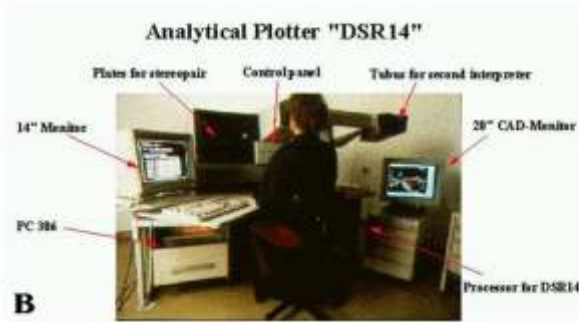 Analytical Plotter "DSR14"
Plates for stereopair
Control panel
Tubus for second interpreter
14" Monitor
20" CAD-Monitor
PC 386
Processor for DSR14
B